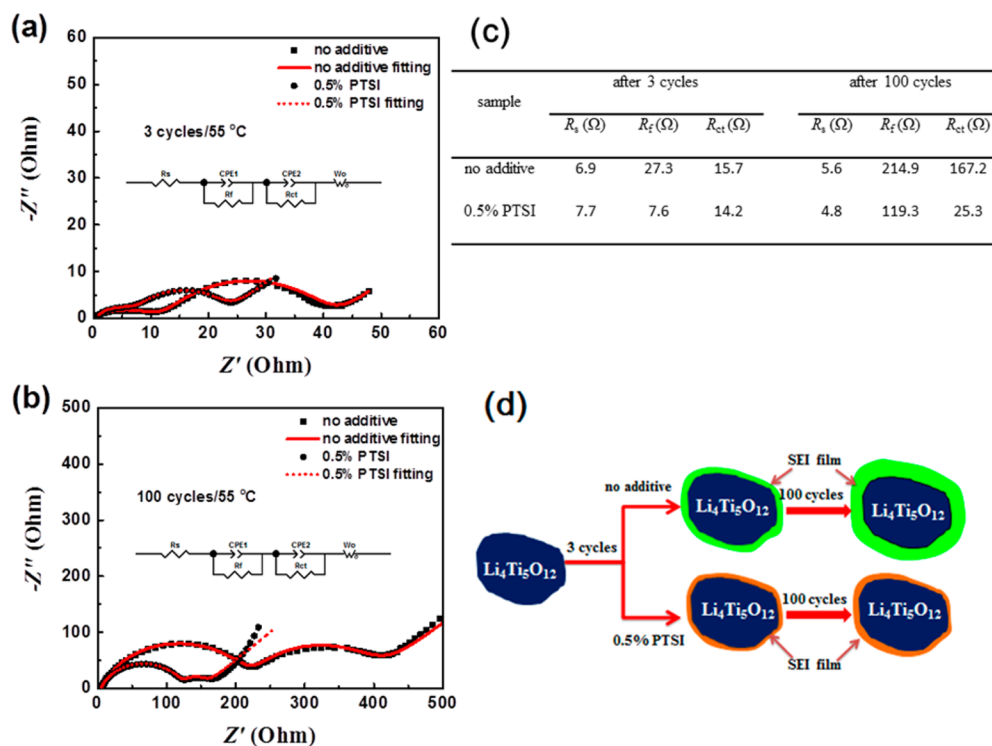 (a)
60
50
40
30
20
10
0
-Z″ (Ohm)
no additive
no additive fitting
0.5% PTSI
0.5% PTSI fitting
3 cycles/55 °C
Rs CPE1 CPE2 Wo
Rf Rct
0 10 20 30 40 50 60
Z′ (Ohm)
(c)
sample after 3 cycles after 100 cycles
Rs (Ω) Rf (Ω) Rct (Ω) Rs (Ω) Rf (Ω) Rct (Ω)
no additive 6.9 27.3 15.7 5.6 214.9 167.2
0.5% PTSI 7.7 7.6 14.2 4.8 119.3 25.3
(b)
500
400
300
200
100
0
-Z″ (Ohm)
no additive
no additive fitting
0.5% PTSI
0.5% PTSI fitting
100 cycles/55 °C
Rs CPE1 CPE2 Wo
Rf Rct
0 100 200 300 400 500
Z′ (Ohm)
(d)
SEI film
no additive
100 cycles
Li₄Ti₅O₁₂
Li₄Ti₅O₁₂
3 cycles
Li₄Ti₅O₁₂
100 cycles
Li₄Ti₅O₁₂
Li₄Ti₅O₁₂
0.5% PTSI
SEI film